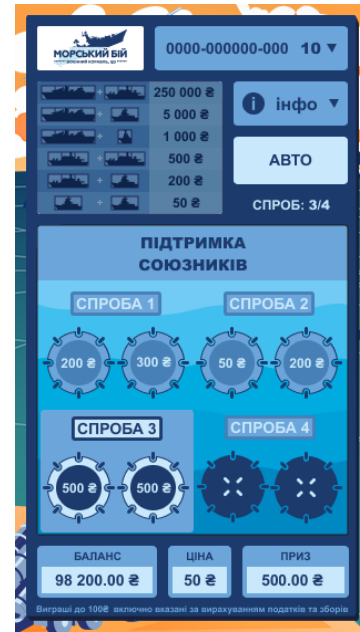 МОРСЬКИЙ БІЙ
0000-000000-000 10 ▼
250 000 ₴
5 000 ₴
1 000 ₴
500 ₴
200 ₴
50 ₴
i ІНФО ▼
АВТО
СПРОБ: 3/4
ПІДТРИМКА
СОЮЗНИКІВ
СПРОБА 1 СПРОБА 2
200 ₴ 300 ₴ 50 ₴ 200 ₴
СПРОБА 3 СПРОБА 4
500 ₴ 500 ₴
БАЛАНС ЦІНА ПРИЗ
98 200.00 ₴ 50 ₴ 500.00 ₴
Виграші до 100₴ включно вказані за вирахуванням податків та зборів